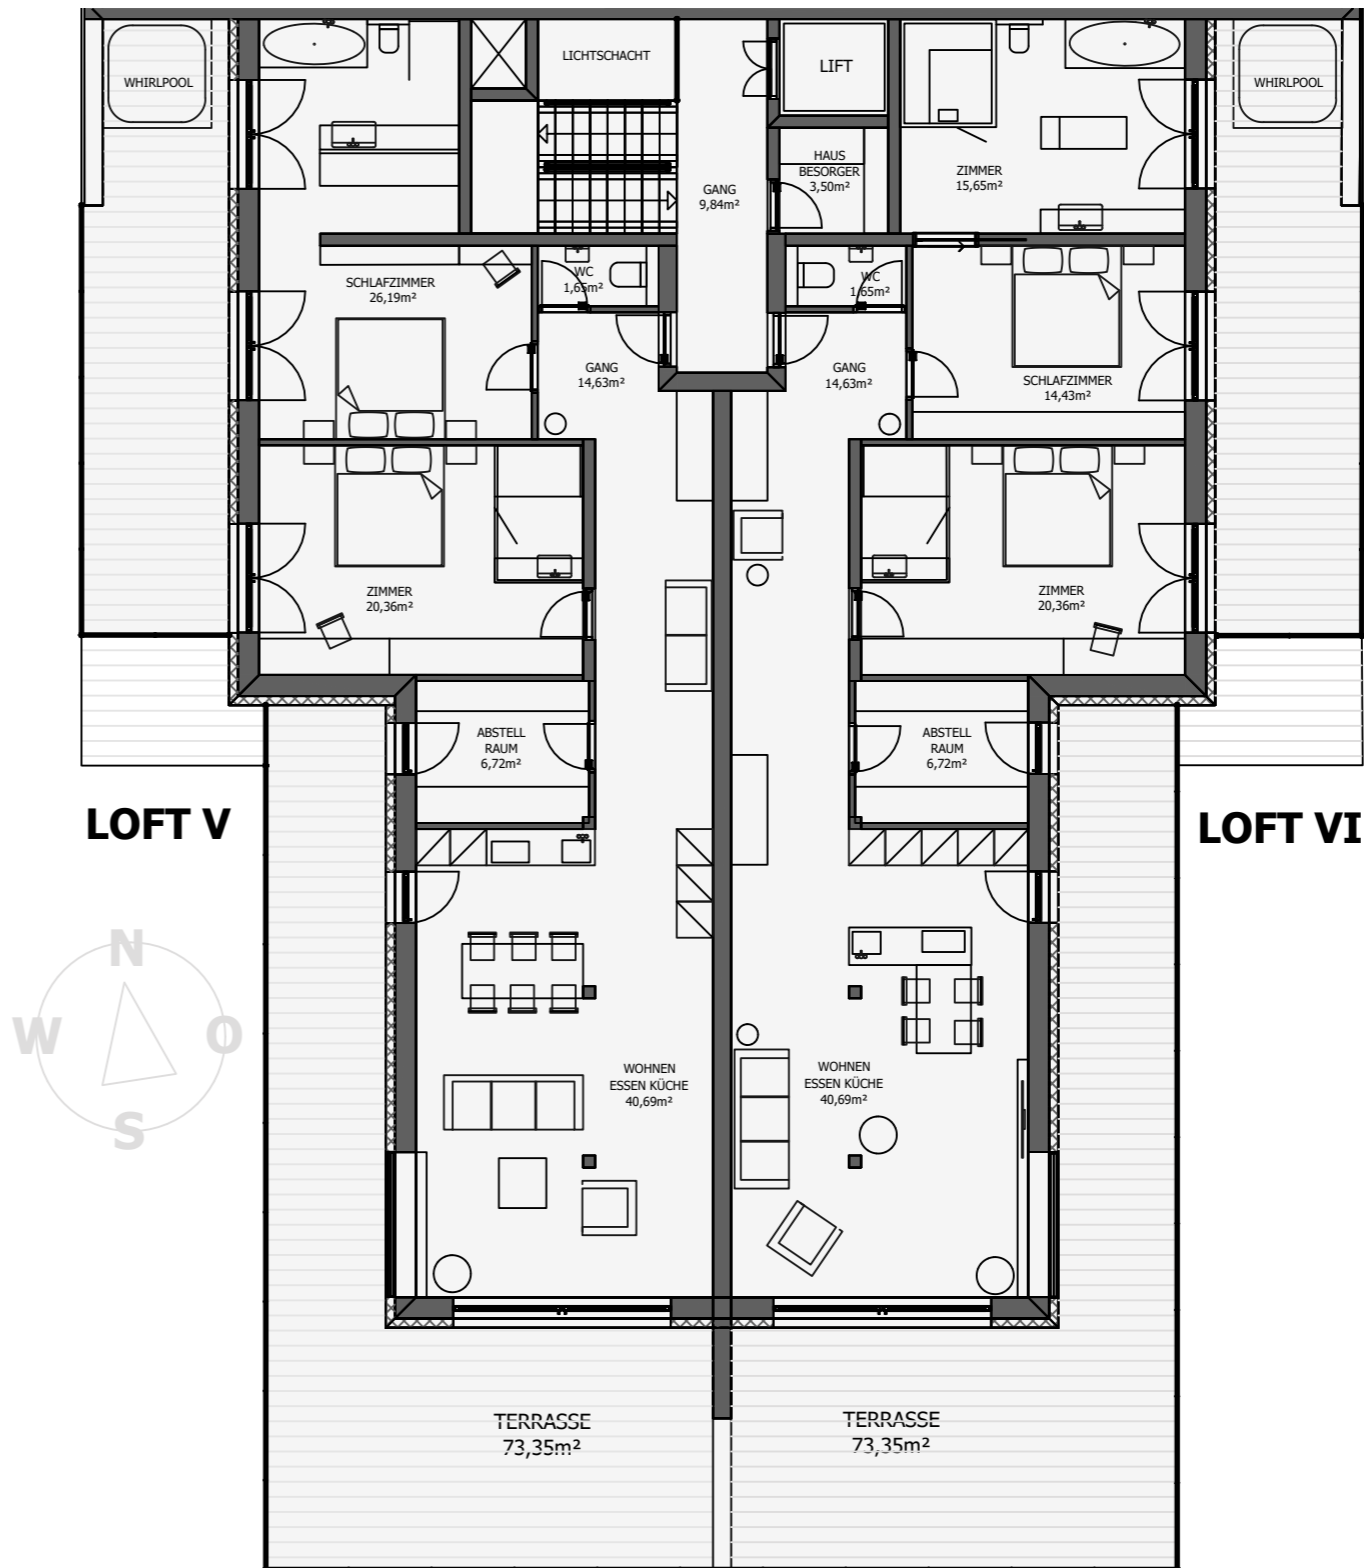 LICHTSCHACHT
LIFT
WHIRLPOOL
WHIRLPOOL
HAUS
BESORGER
3,50m²
ZIMMER
15,65m²
GANG
9,84m²
SCHLAFZIMMER
26,19m²
WC
1,65m²
WC
1,65m²
GANG
14,63m²
GANG
14,63m²
SCHLAFZIMMER
14,43m²
ZIMMER
20,36m²
ZIMMER
20,36m²
ABSTELL
RAUM
6,72m²
ABSTELL
RAUM
6,72m²
LOFT V
LOFT VI
N
W
O
S
WOHNEN
ESSEN KÜCHE
40,69m²
WOHNEN
ESSEN KÜCHE
40,69m²
TERRASSE
73,35m²
TERRASSE
73,35m²